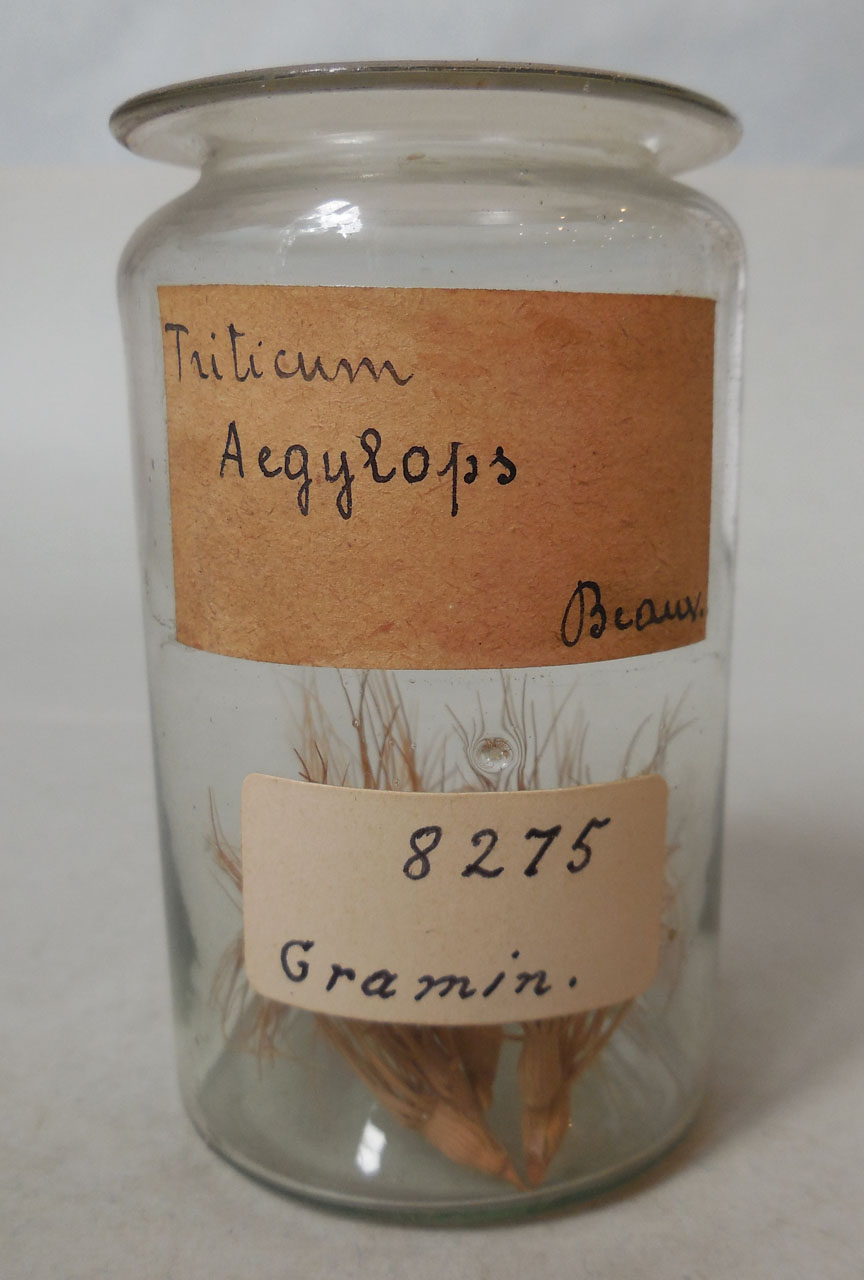 Triticum
Aegylops
Beauv.
8275
Gramin.